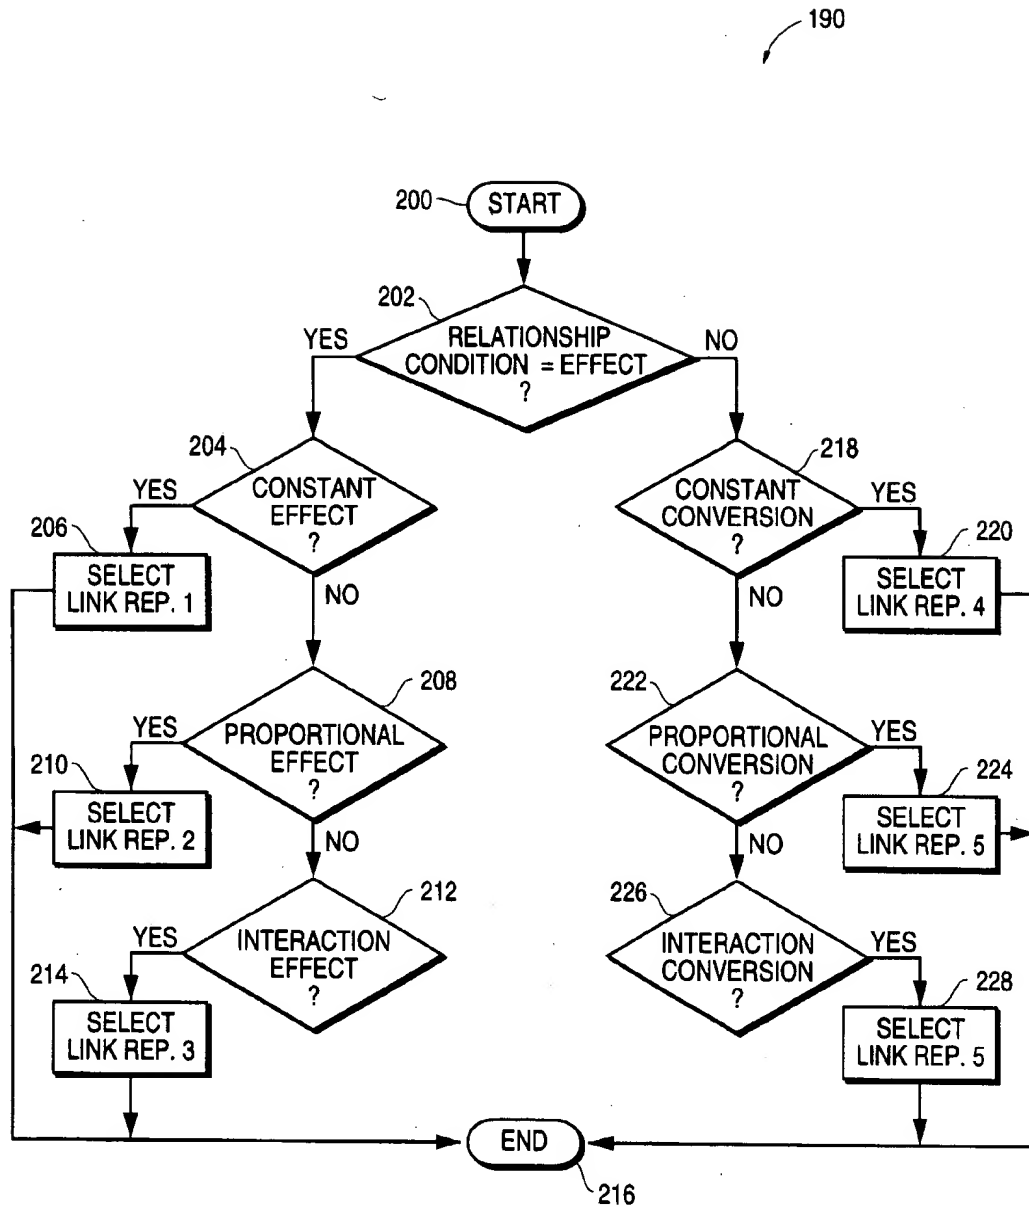 190
200
START
202
YES
RELATIONSHIP
CONDITION = EFFECT
?
NO
204
CONSTANT
EFFECT
?
YES
206
SELECT
LINK REP. 1
NO
208
PROPORTIONAL
EFFECT
?
YES
210
SELECT
LINK REP. 2
NO
212
INTERACTION
EFFECT
?
YES
214
SELECT
LINK REP. 3
218
CONSTANT
CONVERSION
?
YES
220
SELECT
LINK REP. 4
NO
222
PROPORTIONAL
CONVERSION
?
YES
224
SELECT
LINK REP. 5
NO
226
INTERACTION
CONVERSION
?
YES
228
SELECT
LINK REP. 5
END
216